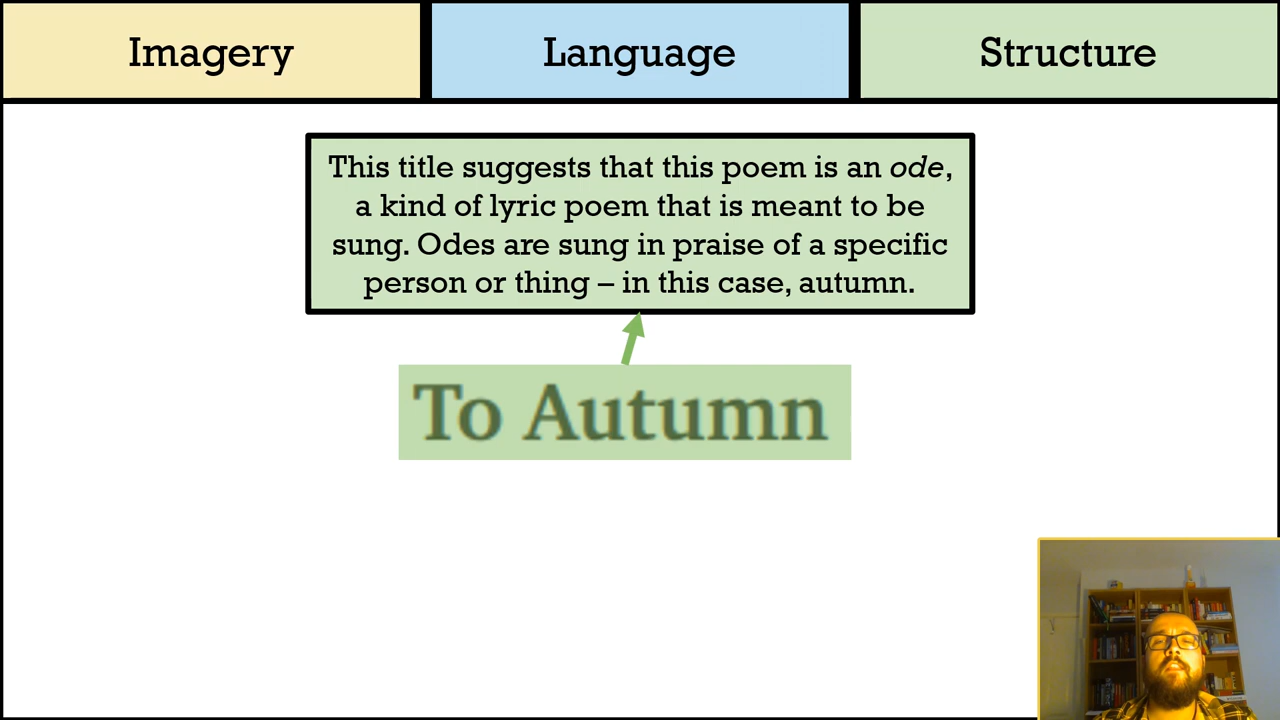 Imagery
Language
Structure
This title suggests that this poem is an ode,
a kind of lyric poem that is meant to be
sung. Odes are sung in praise of a specific
person or thing – in this case, autumn.
To Autumn